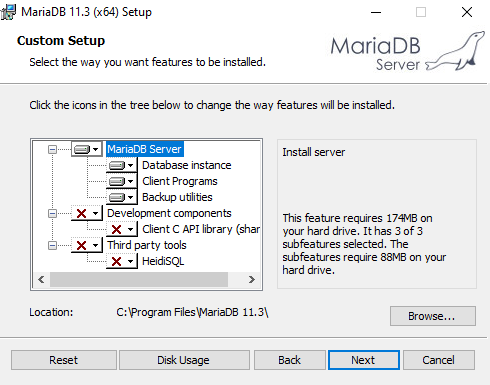 MariaDB 11.3 (x64) Setup
Custom Setup
Select the way you want features to be installed.
MariaDB
Server
Click the icons in the tree below to change the way features will be installed.
MariaDB Server
Database instance
Client Programs
Backup utilities
Development components
Client C API library (shar
Third party tools
HeidiSQL
Install server
This feature requires 174MB on
your hard drive. It has 3 of 3
subfeatures selected. The
subfeatures require 88MB on your
hard drive.
Location: C:\Program Files\MariaDB 11.3\
Browse...
Reset Disk Usage Back Next Cancel